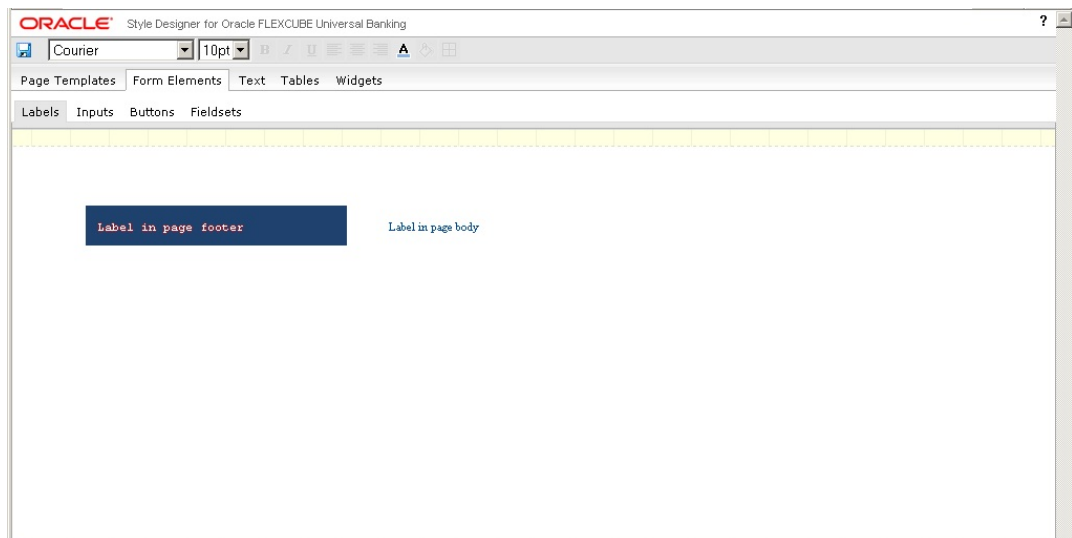 ORACLE® Style Designer for Oracle FLEXCUBE Universal Banking ?
Courier 10pt B I U A
Page Templates Form Elements Text Tables Widgets
Labels Inputs Buttons Fieldsets
Label in page footer Label in page body